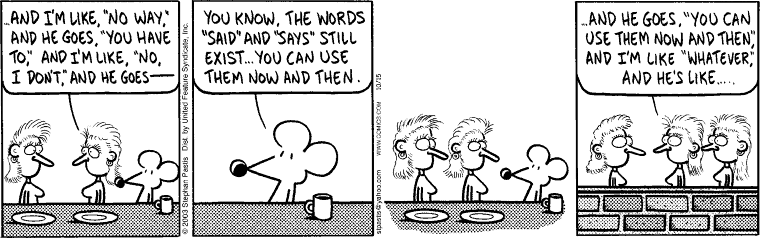 ...AND I'M LIKE, "NO WAY,"
AND HE GOES, "YOU HAVE
TO," AND I'M LIKE, "NO,
I DON'T," AND HE GOES—
© 2003 Stephan Pastis Dist. by United Feature Syndicate, Inc.
YOU KNOW, THE WORDS
"SAID" AND "SAYS" STILL
EXIST...YOU CAN USE
THEM NOW AND THEN.
www.comics.com 10/15
spastis@yahoo.com
...AND HE GOES, "YOU CAN
USE THEM NOW AND THEN,"
AND I'M LIKE "WHATEVER,"
AND HE'S LIKE.....